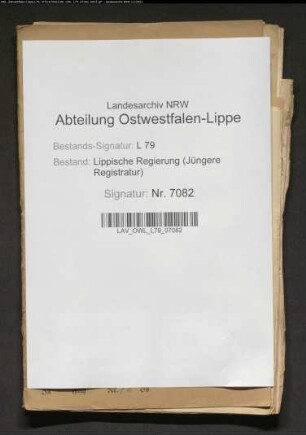 Landesarchiv NRW
Abteilung Ostwestfalen-Lippe
Bestands-Signatur: L 79
Bestand: Lippische Regierung (Jüngere
Registratur)
Signatur: Nr. 7082
LAV_OWL_L79_07082